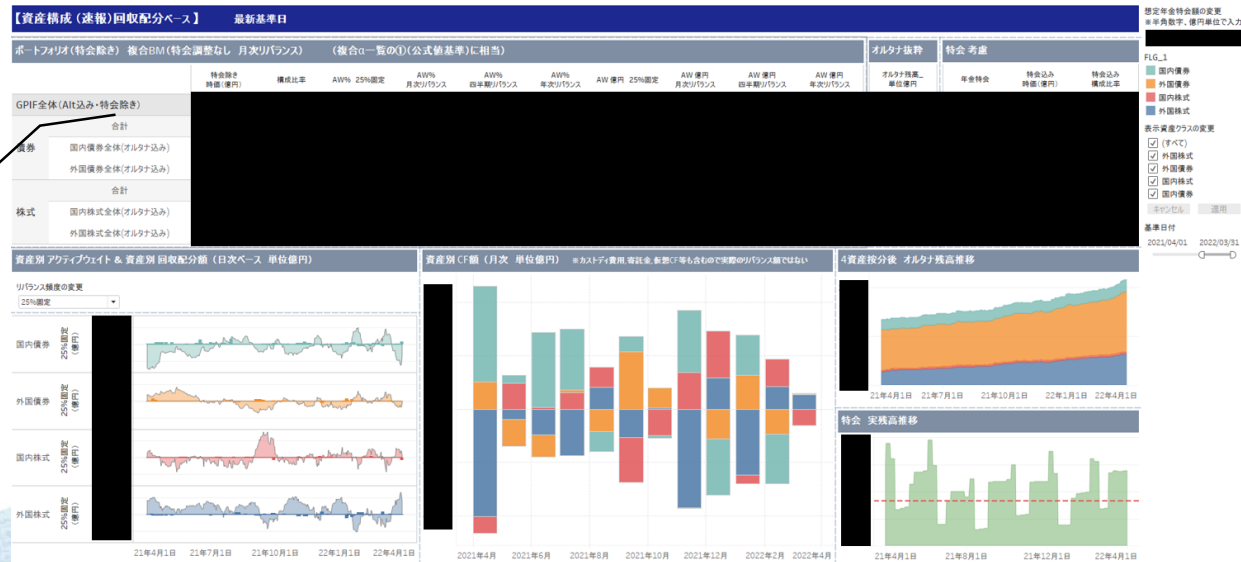 【資産構成(速報)回収配分ベース】 最新基準日
ポートフォリオ(特会除き) 複合BM(特会調整なし 月次リバランス) (複合α一覧の①(公式値基準)に相当)
オルタナ抜粋
特会 考慮
特会除き 時価(億円)
構成比率
AW% 25%固定
AW% 月次リバランス
AW% 四半期リバランス
AW% 年次リバランス
AW 億円 25%固定
AW 億円 月次リバランス
AW 億円 四半期リバランス
AW 億円 年次リバランス
オルタナ残高_ 単位億円
年金特会
特会込み 時価(億円)
特会込み 構成比率
GPIF全体(Alt込み・特会除き)
債券
合計
国内債券全体(オルタナ込み)
外国債券全体(オルタナ込み)
株式
合計
国内株式全体(オルタナ込み)
外国株式全体(オルタナ込み)
想定年金特会額の変更
※半角数字、億円単位で入力
FLG_1
国内債券
外国債券
国内株式
外国株式
表示資産クラスの変更
(すべて)
外国株式
外国債券
国内株式
国内債券
キャンセル 適用
基準日付
2021/04/01 2022/03/31
資産別 アクティブウェイト & 資産別 回収配分額 (日次ベース 単位億円)
リバランス頻度の変更
25%固定
国内債券
25%固定 (億円)
外国債券
25%固定 (億円)
国内株式
25%固定 (億円)
外国株式
25%固定 (億円)
21年4月1日 21年7月1日 21年10月1日 22年1月1日 22年4月1日
資産別 CF額 (月次 単位億円) ※カストディ費用,寄託金,仮想CF等も含むので実際のリバランス額ではない
2021年4月 2021年6月 2021年8月 2021年10月 2021年12月 2022年2月 2022年4月
4資産按分後 オルタナ残高推移
21年4月1日 21年7月1日 21年10月1日 22年1月1日 22年4月1日
特会 実残高推移
21年4月1日 21年8月1日 21年12月1日 22年4月1日